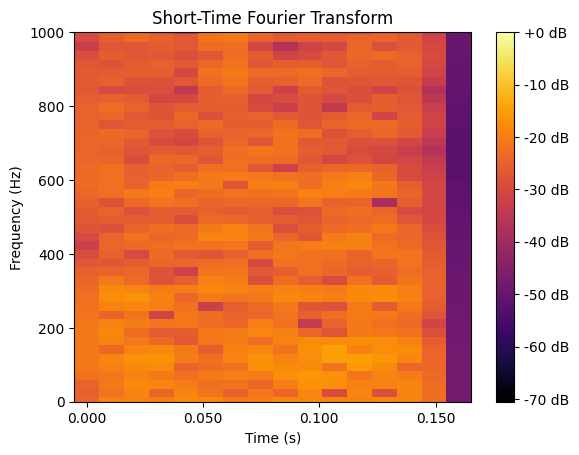 Short-Time Fourier Transform
1000
800
600
400
200
0
Frequency (Hz)
0.000
0.050
0.100
0.150
Time (s)
+0 dB
-10 dB
-20 dB
-30 dB
-40 dB
-50 dB
-60 dB
-70 dB